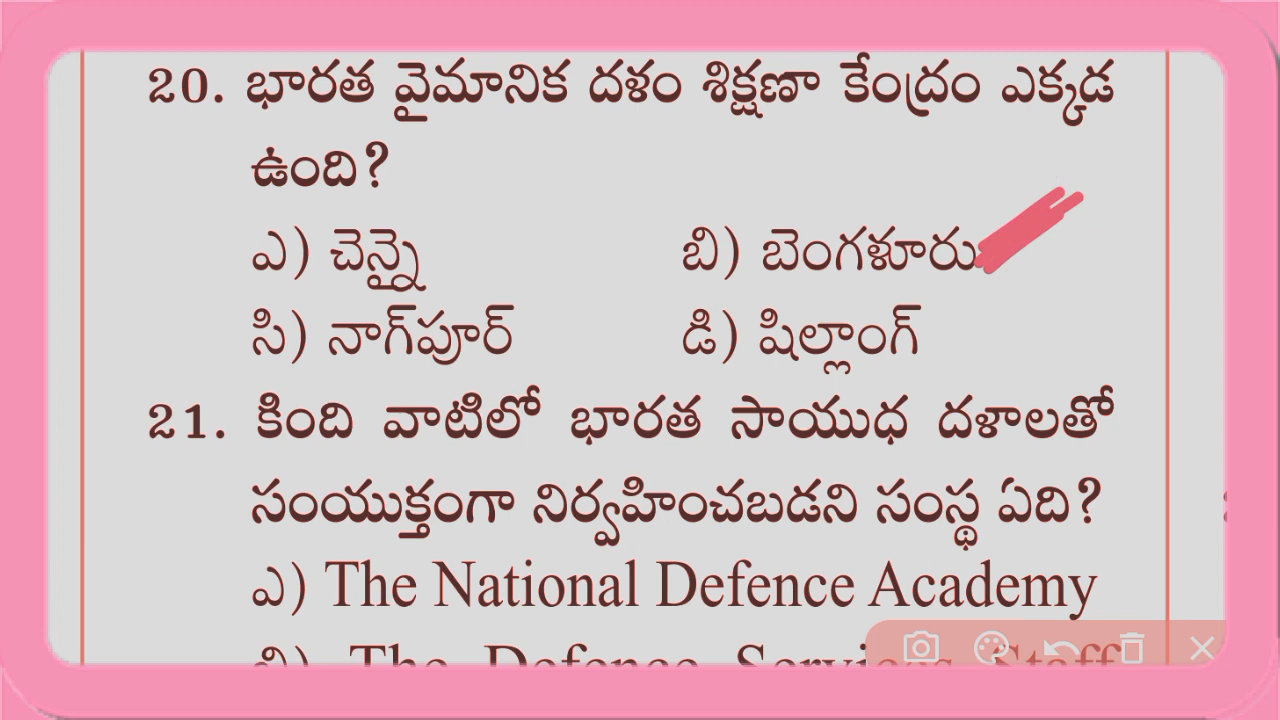 20. భారత వైమానిక దళం శిక్షణా కేంద్రం ఎక్కడ
ఉంది?
ఎ) చెన్నై బి) బెంగళూరు
సి) నాగ్‌పూర్ డి) షిల్లాంగ్
21. కింది వాటిలో భారత సాయుధ దళాలతో
సంయుక్తంగా నిర్వహించబడని సంస్థ ఏది?
ఎ) The National Defence Academy
బి) The Defence Services Staff